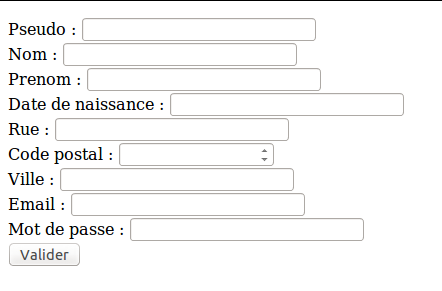 Pseudo :
Nom :
Prenom :
Date de naissance :
Rue :
Code postal :
Ville :
Email :
Mot de passe :
Valider